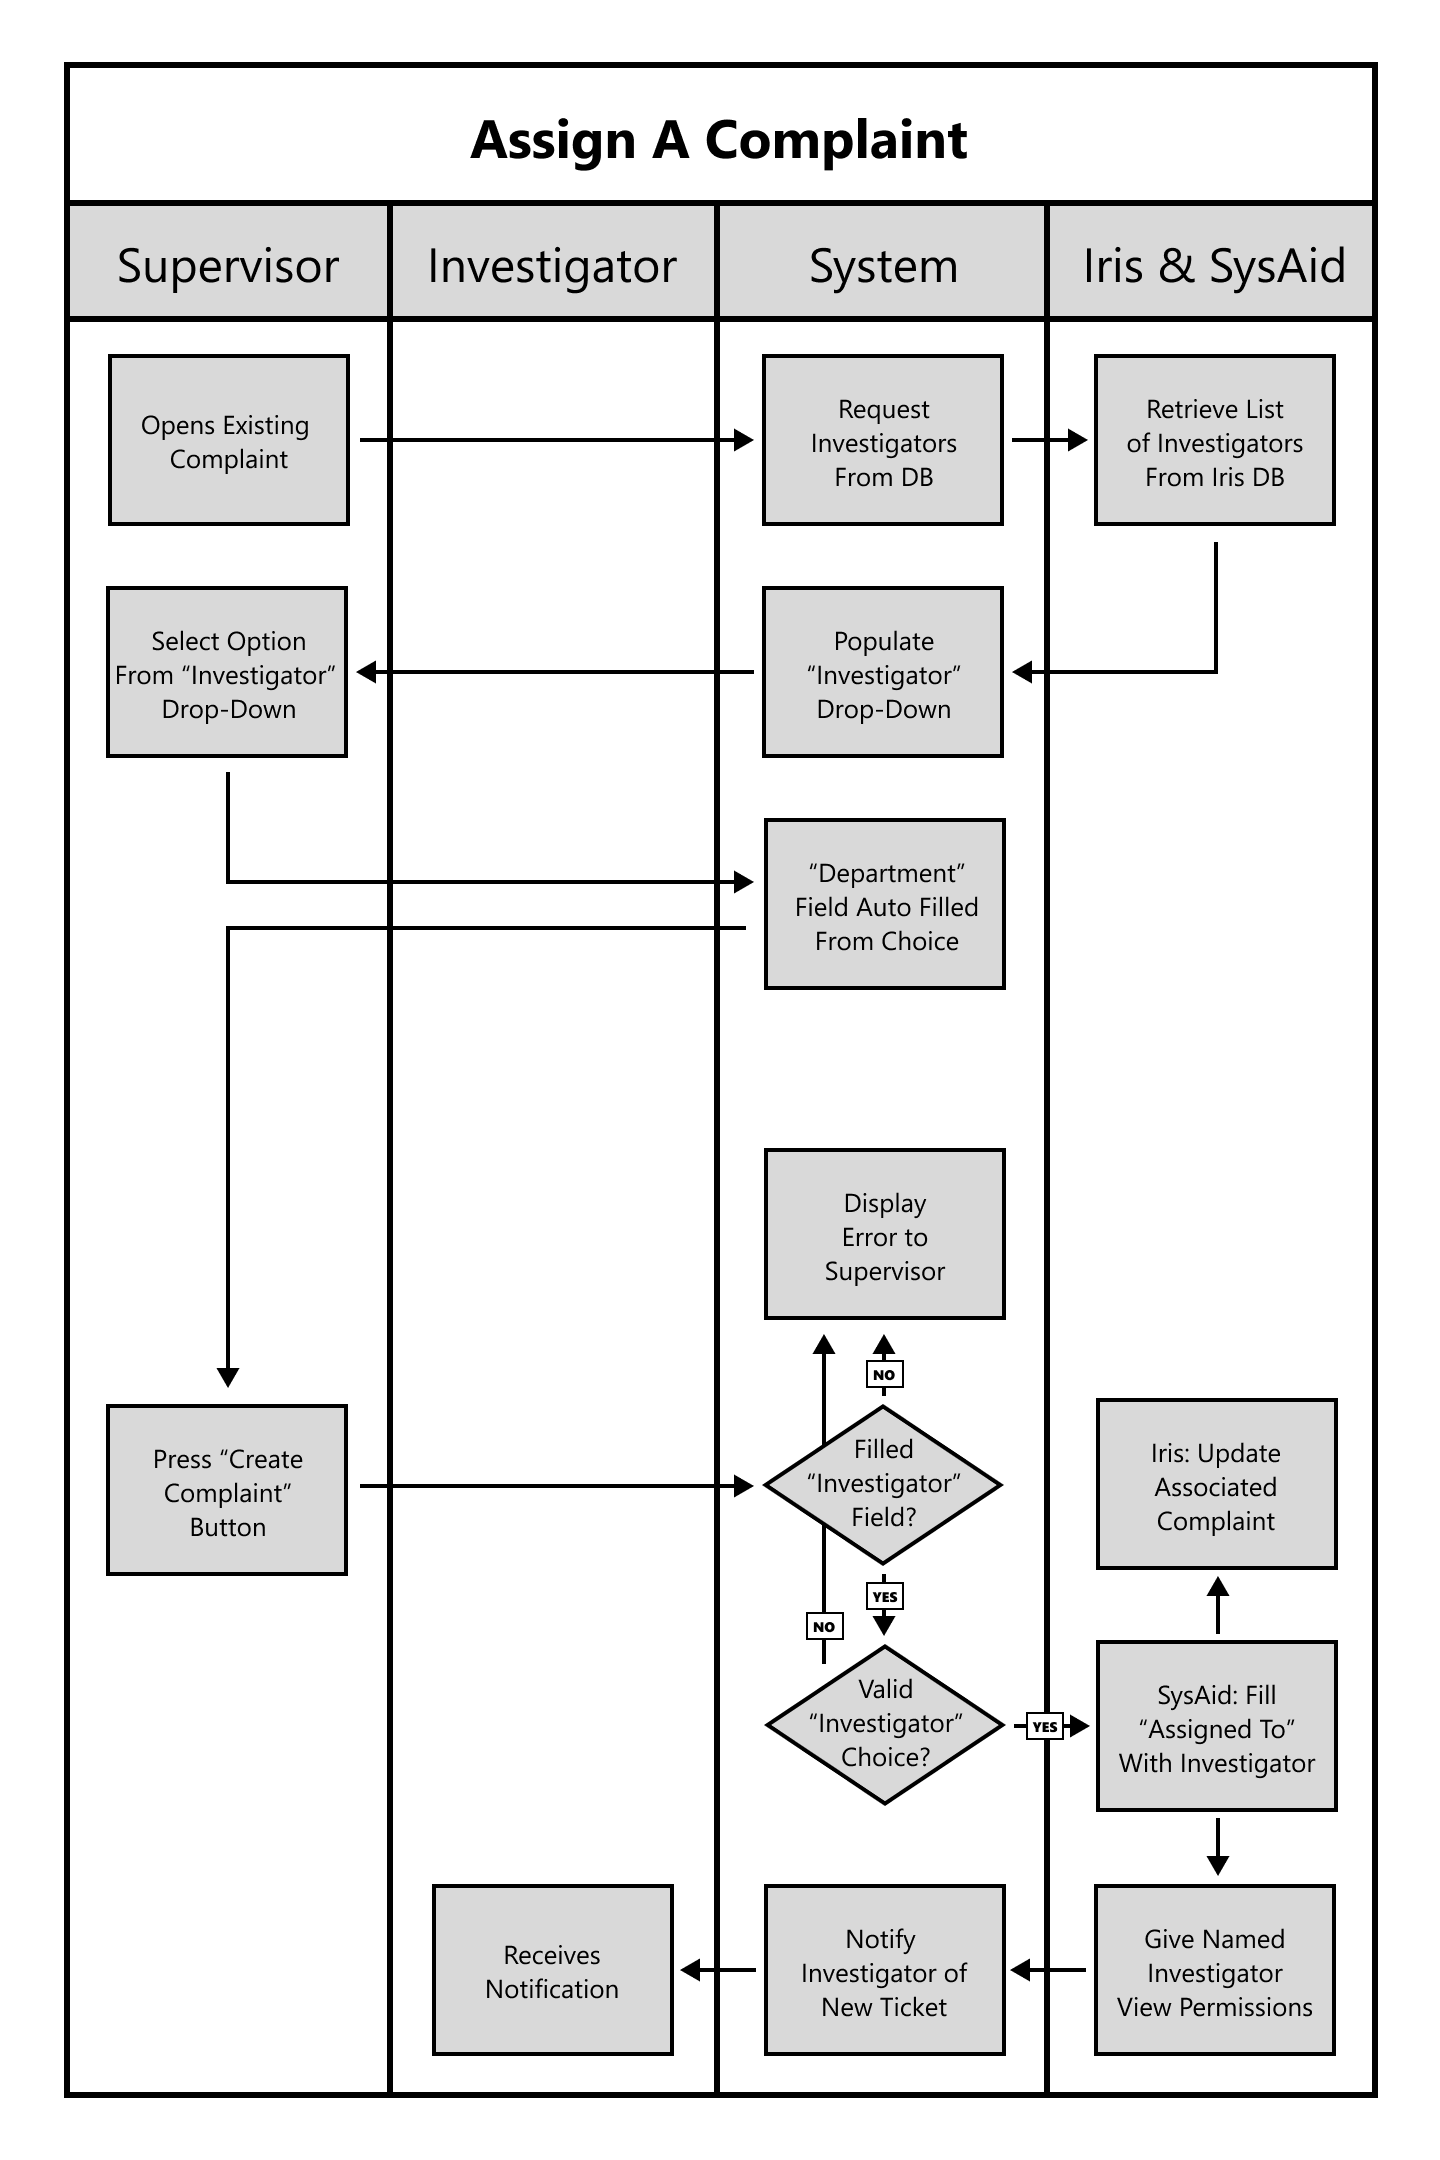 Assign A Complaint
Supervisor
Investigator
System
Iris & SysAid
Opens Existing
Complaint
Request
Investigators
From DB
Retrieve List
of Investigators
From Iris DB
Select Option
From “Investigator”
Drop-Down
Populate
“Investigator”
Drop-Down
“Department”
Field Auto Filled
From Choice
Display
Error to
Supervisor
NO
Press “Create
Complaint”
Button
Filled
“Investigator”
Field?
Iris: Update
Associated
Complaint
YES
NO
Valid
“Investigator”
Choice?
YES
SysAid: Fill
“Assigned To”
With Investigator
Receives
Notification
Notify
Investigator of
New Ticket
Give Named
Investigator
View Permissions